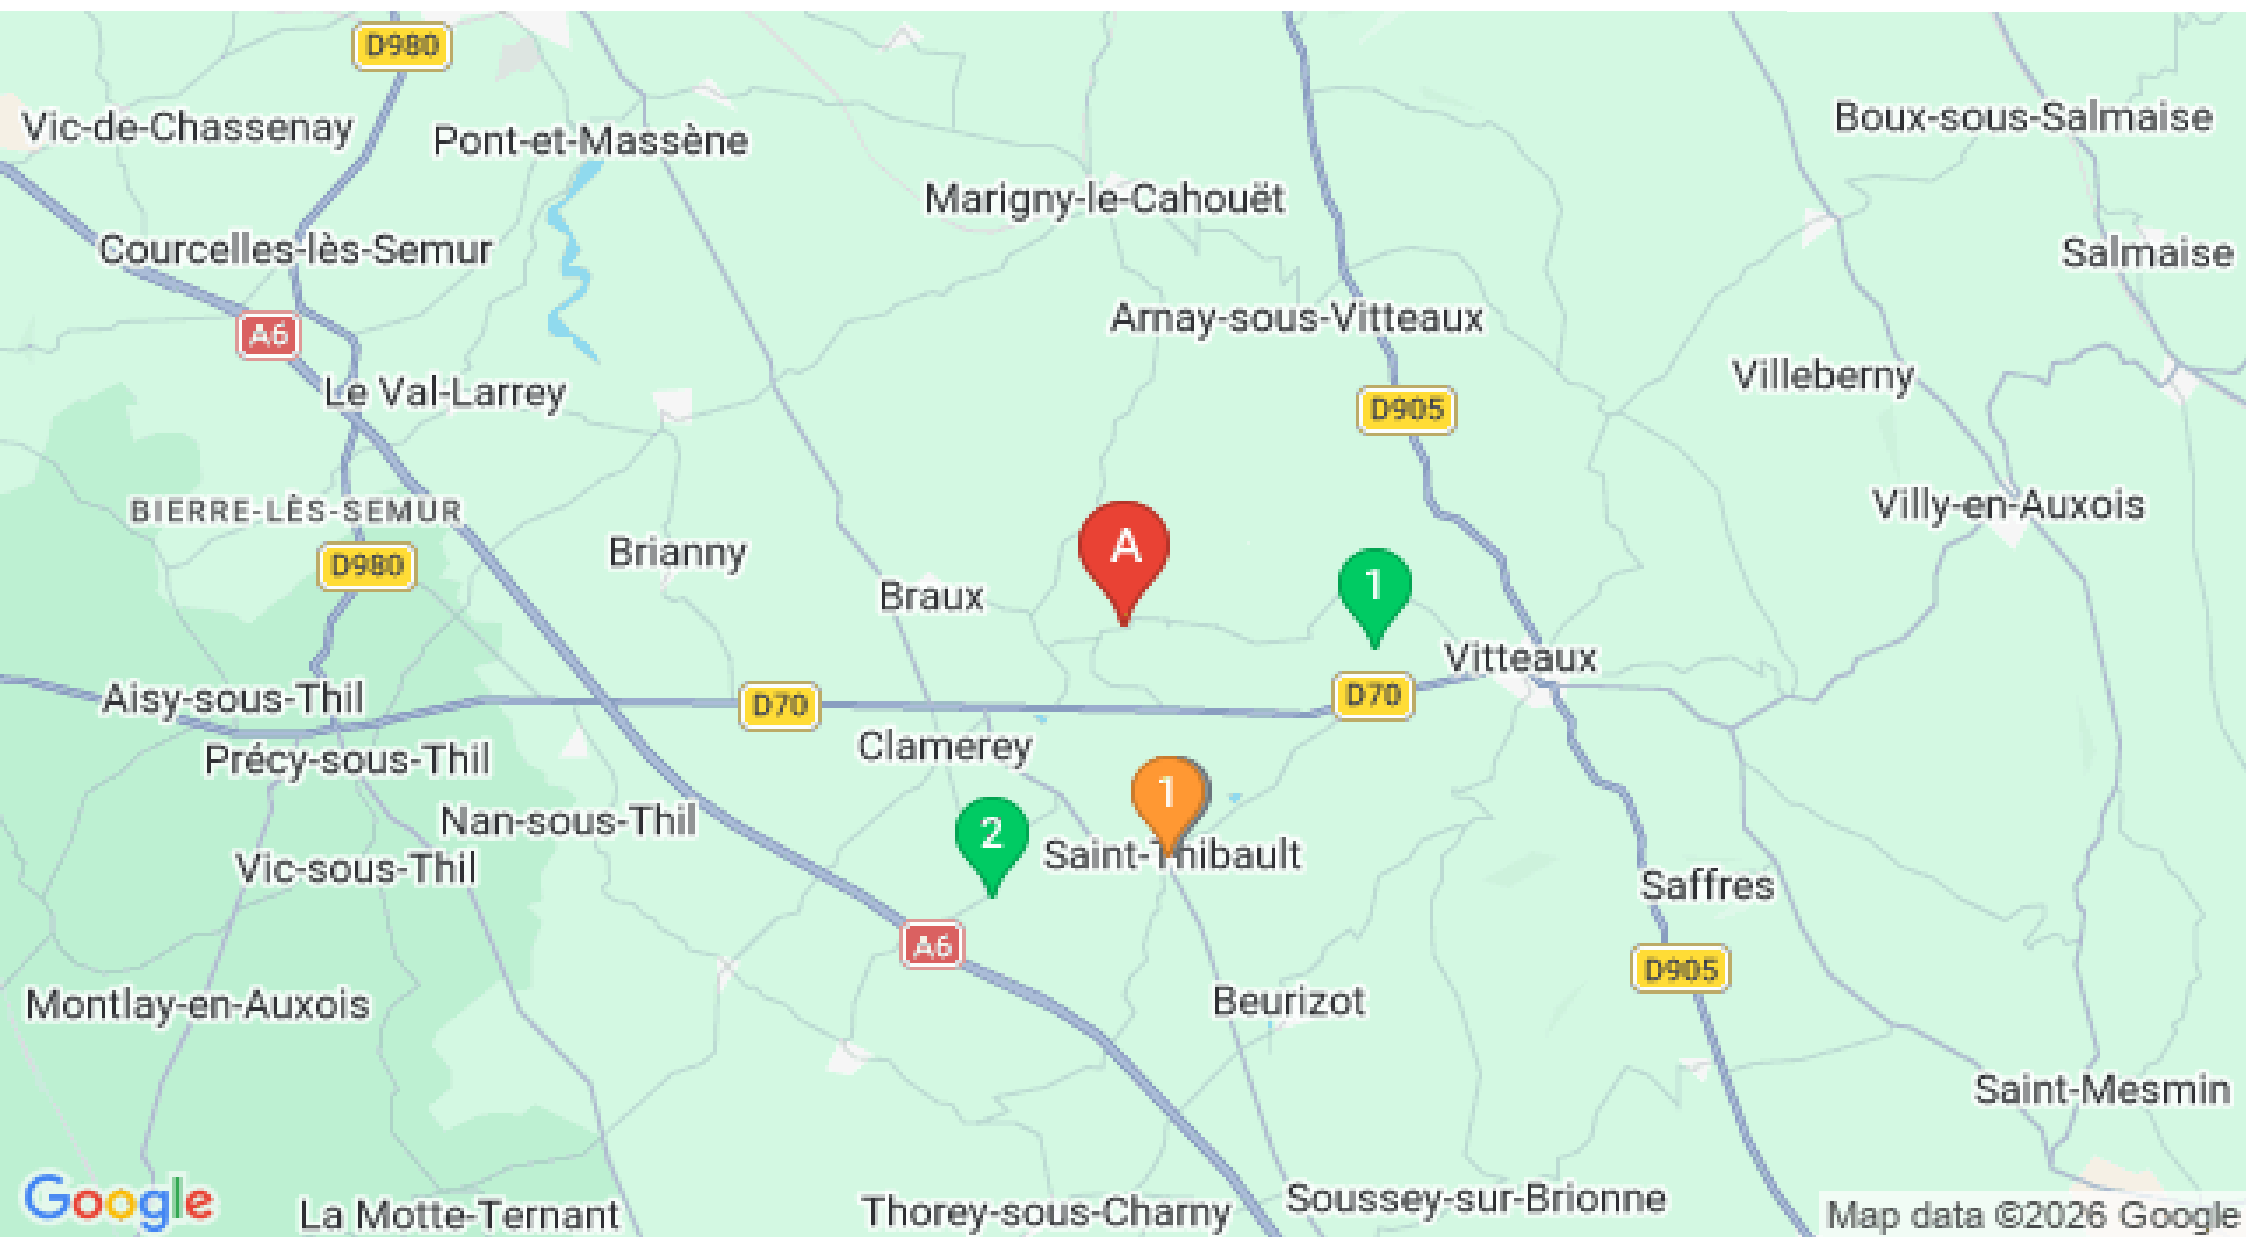 D980
Vic-de-Chassenay
Pont-et-Massène
Boux-sous-Salmaise
Marigny-le-Cahouët
Courcelles-lès-Semur
Salmaise
Arnay-sous-Vitteaux
A6
Villeberny
Le Val-Larrey
D905
BIERRE-LÈS-SEMUR
Villy-en-Auxois
A
Brianny
D980
1
Braux
Vitteaux
Aisy-sous-Thil
D70
D70
Clamerey
Précy-sous-Thil
1
Nan-sous-Thil
2
Saint-Thibault
Vic-sous-Thil
Saffres
A6
D905
Montlay-en-Auxois
Beurizot
Saint-Mesmin
Google
La Motte-Ternant
Thorey-sous-Charny
Soussey-sur-Brionne
Map data ©2026 Google